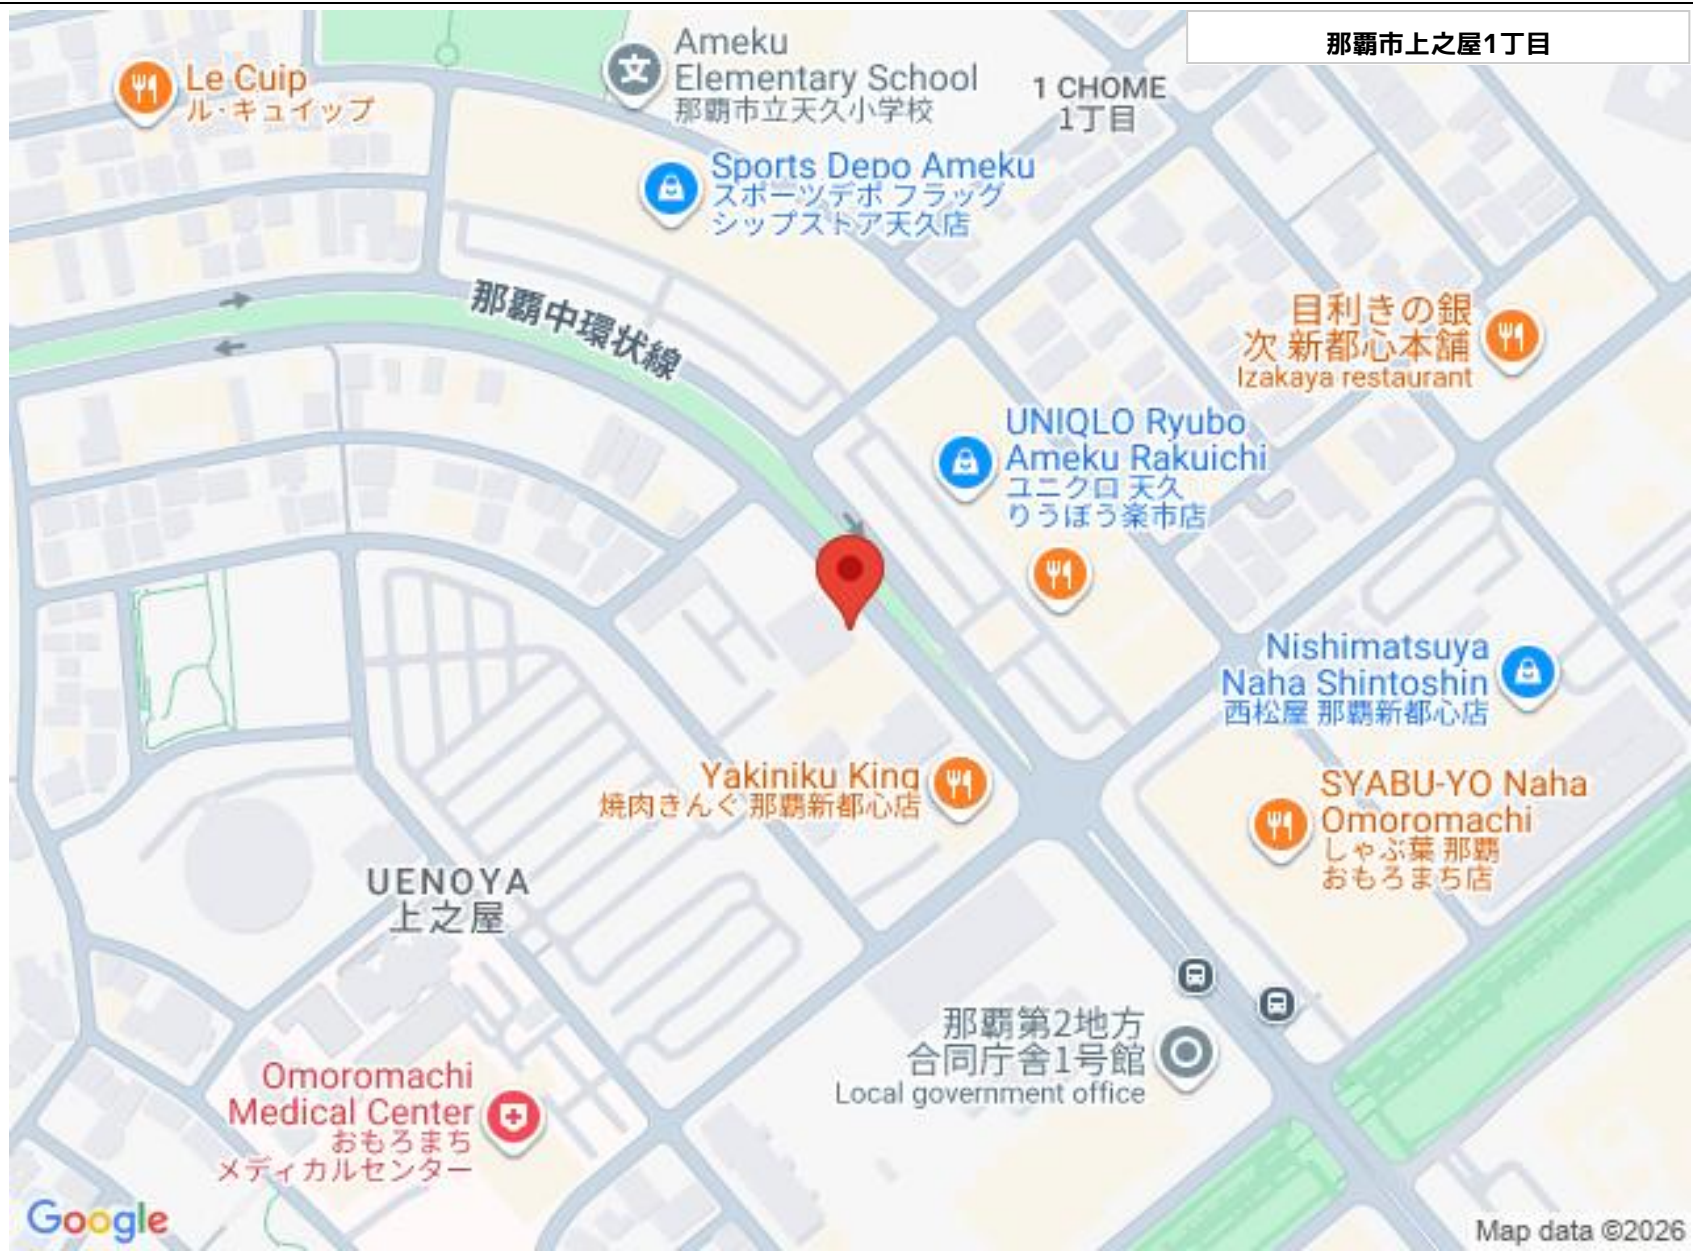 那覇市上之屋1丁目
Ameku
Elementary School
那覇市立天久小学校
1 CHOME
1丁目
Le Cuip
ル・キュイップ
Sports Depo Ameku
スポーツデポ フラッグ
シップストア天久店
那覇中環状線
目利きの銀
次 新都心本舗
Izakaya restaurant
UNIQLO Ryubo
Ameku Rakuichi
ユニクロ 天久
りうぼう楽市店
Nishimatsuya
Naha Shintoshin
西松屋 那覇新都心店
Yakiniku King
焼肉きんぐ 那覇新都心店
SYABU-YO Naha
Omoromachi
しゃぶ葉 那覇
おもろまち店
UENOYA
上之屋
那覇第2地方
合同庁舎1号館
Local government office
Omoromachi
Medical Center
おもろまち
メディカルセンター
Google
Map data ©2026